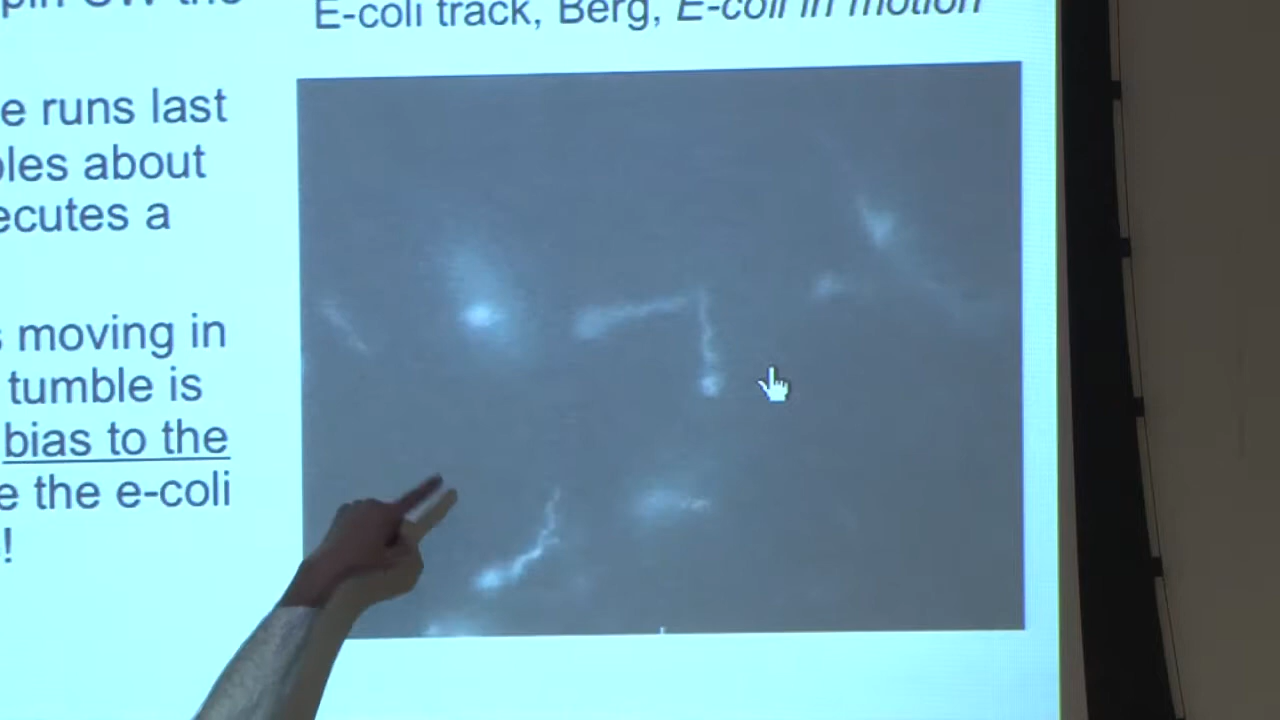 E-coli track, Berg, E-coli in motion
e runs last
les about
ecutes a
moving in
tumble is
bias to the
e the e-coli
!